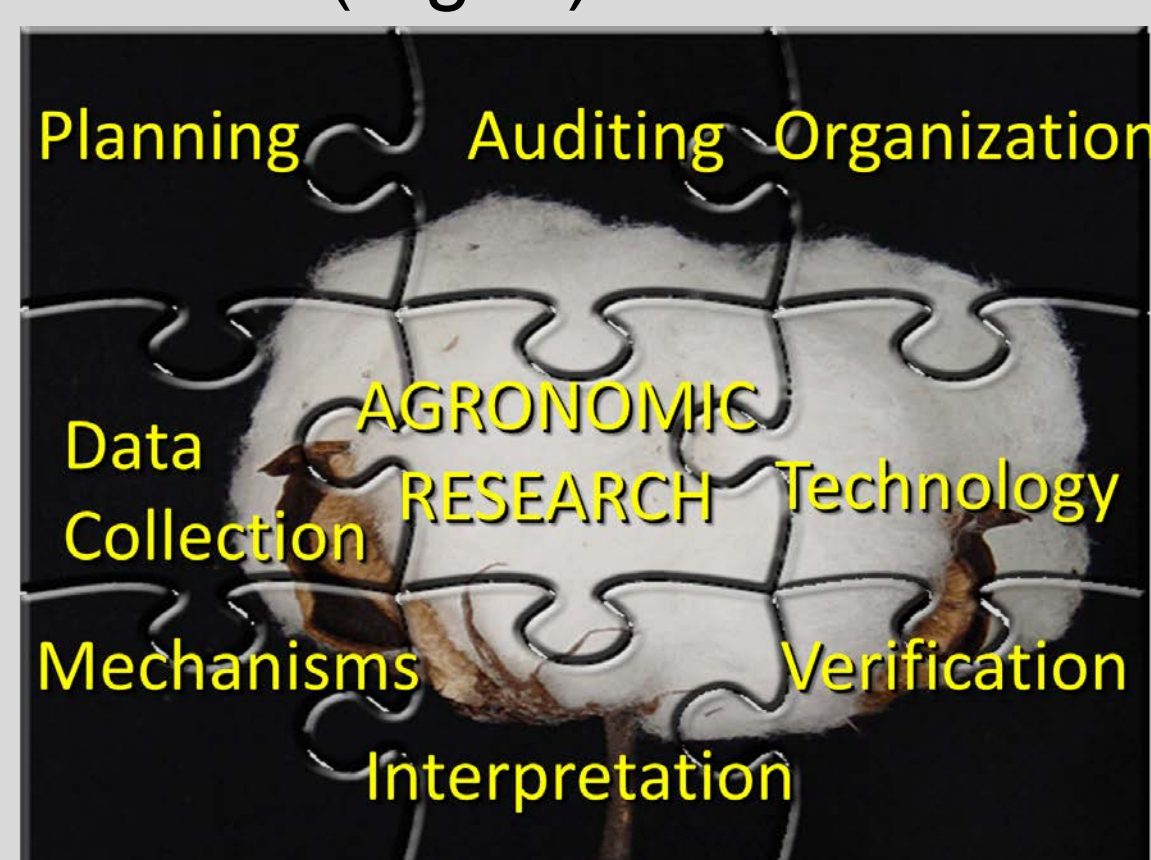 Planning Auditing Organization
AGRONOMIC
RESEARCH
Data
Collection
Technology
Mechanisms
Verification
Interpretation